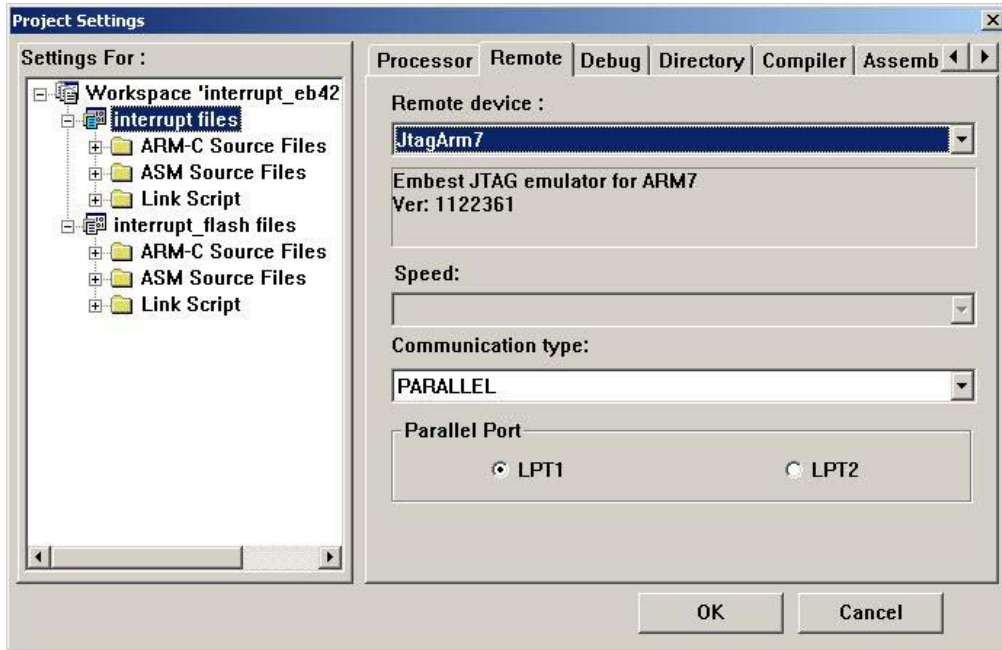 Project Settings
Settings For :
Workspace 'interrupt_eb42
interrupt files
ARM-C Source Files
ASM Source Files
Link Script
interrupt_flash files
ARM-C Source Files
ASM Source Files
Link Script
Processor Remote Debug Directory Compiler Assemb
Remote device :
JtagArm7
Embest JTAG emulator for ARM7
Ver: 1122361
Speed:
Communication type:
PARALLEL
Parallel Port
LPT1 LPT2
OK Cancel